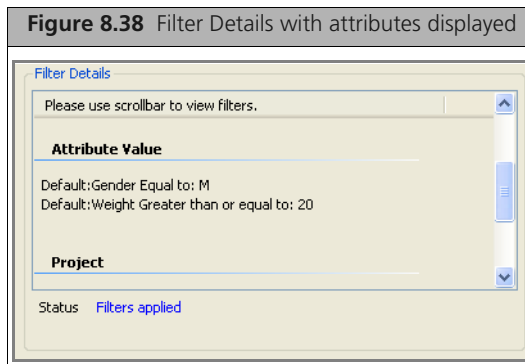 Figure 8.38 Filter Details with attributes displayed
Filter Details
Please use scrollbar to view filters.
Attribute Value
Default:Gender Equal to: M
Default:Weight Greater than or equal to: 20
Project
Status Filters applied